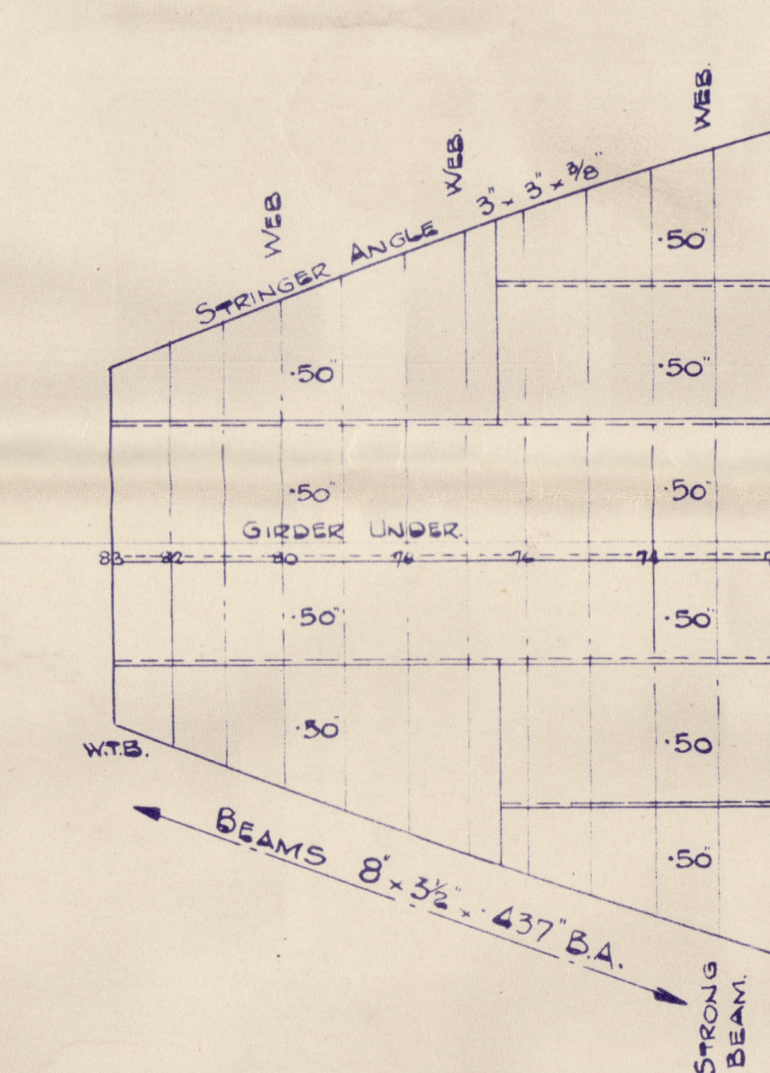 WEB.
WEB.
WEB
STRINGER ANGLE 3" × 3" × 3/8"
.50"
.50"
.50"
.50"
.50"
GIRDER UNDER.
83 82 80 78 76 74
.50"
.50"
.50"
.50
.50"
W.T.B.
BEAMS 8" × 3½" × .437" B.A.
STRONG
BEAM.